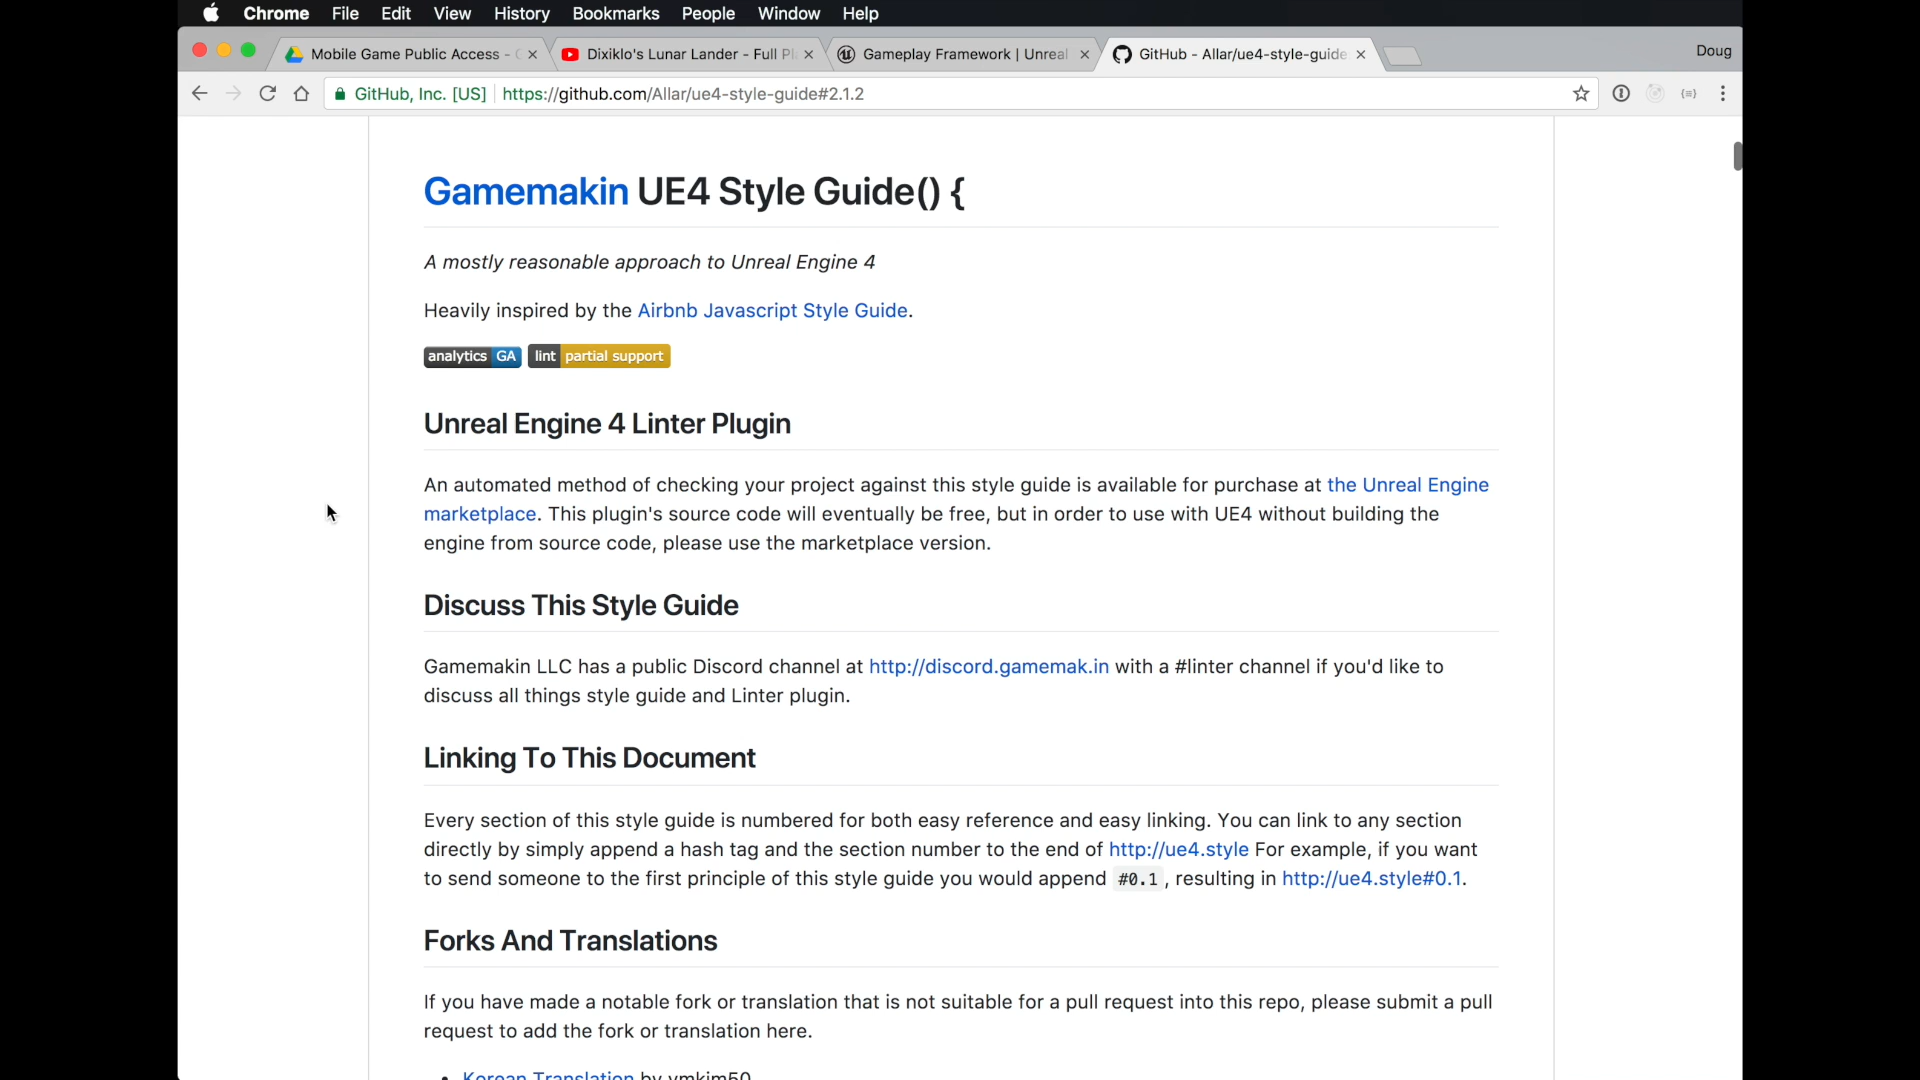 Chrome File Edit View History Bookmarks People Window Help
Mobile Game Public Access - Dixiklo's Lunar Lander - Full Pl Gameplay Framework | Unreal GitHub - Allar/ue4-style-guide Doug
GitHub, Inc. [US] https://github.com/Allar/ue4-style-guide#2.1.2
Gamemakin UE4 Style Guide() {
A mostly reasonable approach to Unreal Engine 4
Heavily inspired by the Airbnb Javascript Style Guide.
analytics GA lint partial support
Unreal Engine 4 Linter Plugin
An automated method of checking your project against this style guide is available for purchase at the Unreal Engine
marketplace. This plugin's source code will eventually be free, but in order to use with UE4 without building the
engine from source code, please use the marketplace version.
Discuss This Style Guide
Gamemakin LLC has a public Discord channel at http://discord.gamemak.in with a #linter channel if you'd like to
discuss all things style guide and Linter plugin.
Linking To This Document
Every section of this style guide is numbered for both easy reference and easy linking. You can link to any section
directly by simply append a hash tag and the section number to the end of http://ue4.style For example, if you want
to send someone to the first principle of this style guide you would append #0.1, resulting in http://ue4.style#0.1.
Forks And Translations
If you have made a notable fork or translation that is not suitable for a pull request into this repo, please submit a pull
request to add the fork or translation here.
• Korean Translation by ymkim50